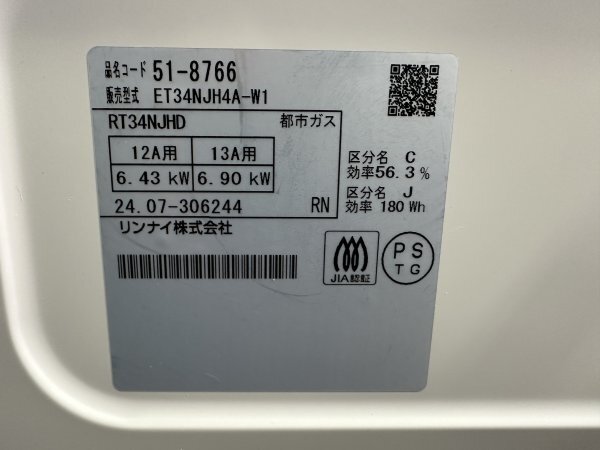 品名コード 51-8766
販売型式 ET34NJH4A-W1
RT34NJHD 都市ガス
12A用 13A用
6.43 kW 6.90 kW
24.07-306244 RN
リンナイ株式会社
区分名 C
効率56.3 %
区分名 J
効率 180 Wh
JIA認証
PS
TG